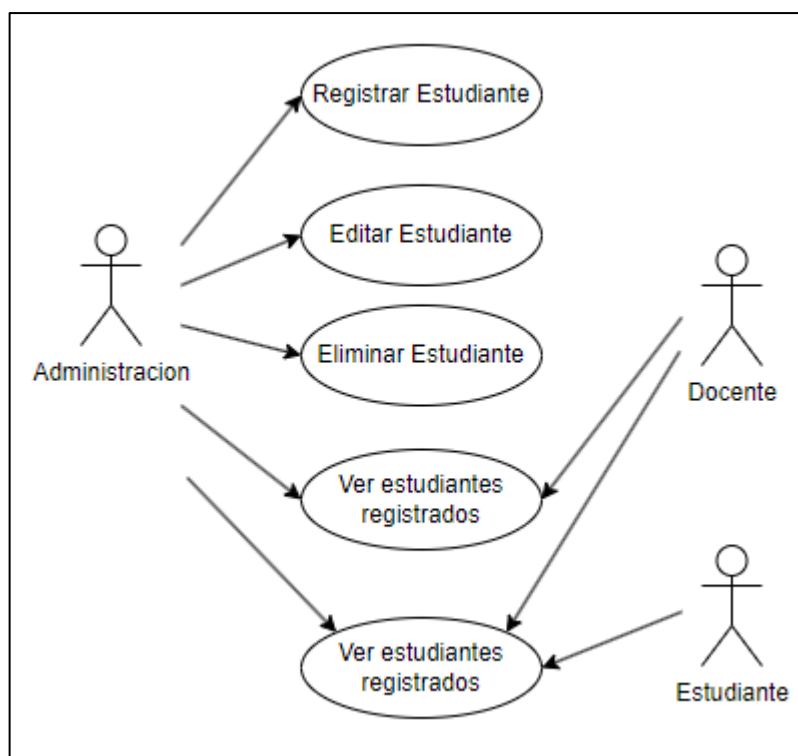 Registrar Estudiante
Editar Estudiante
Eliminar Estudiante
Administracion
Docente
Ver estudiantes
registrados
Ver estudiantes
registrados
Estudiante